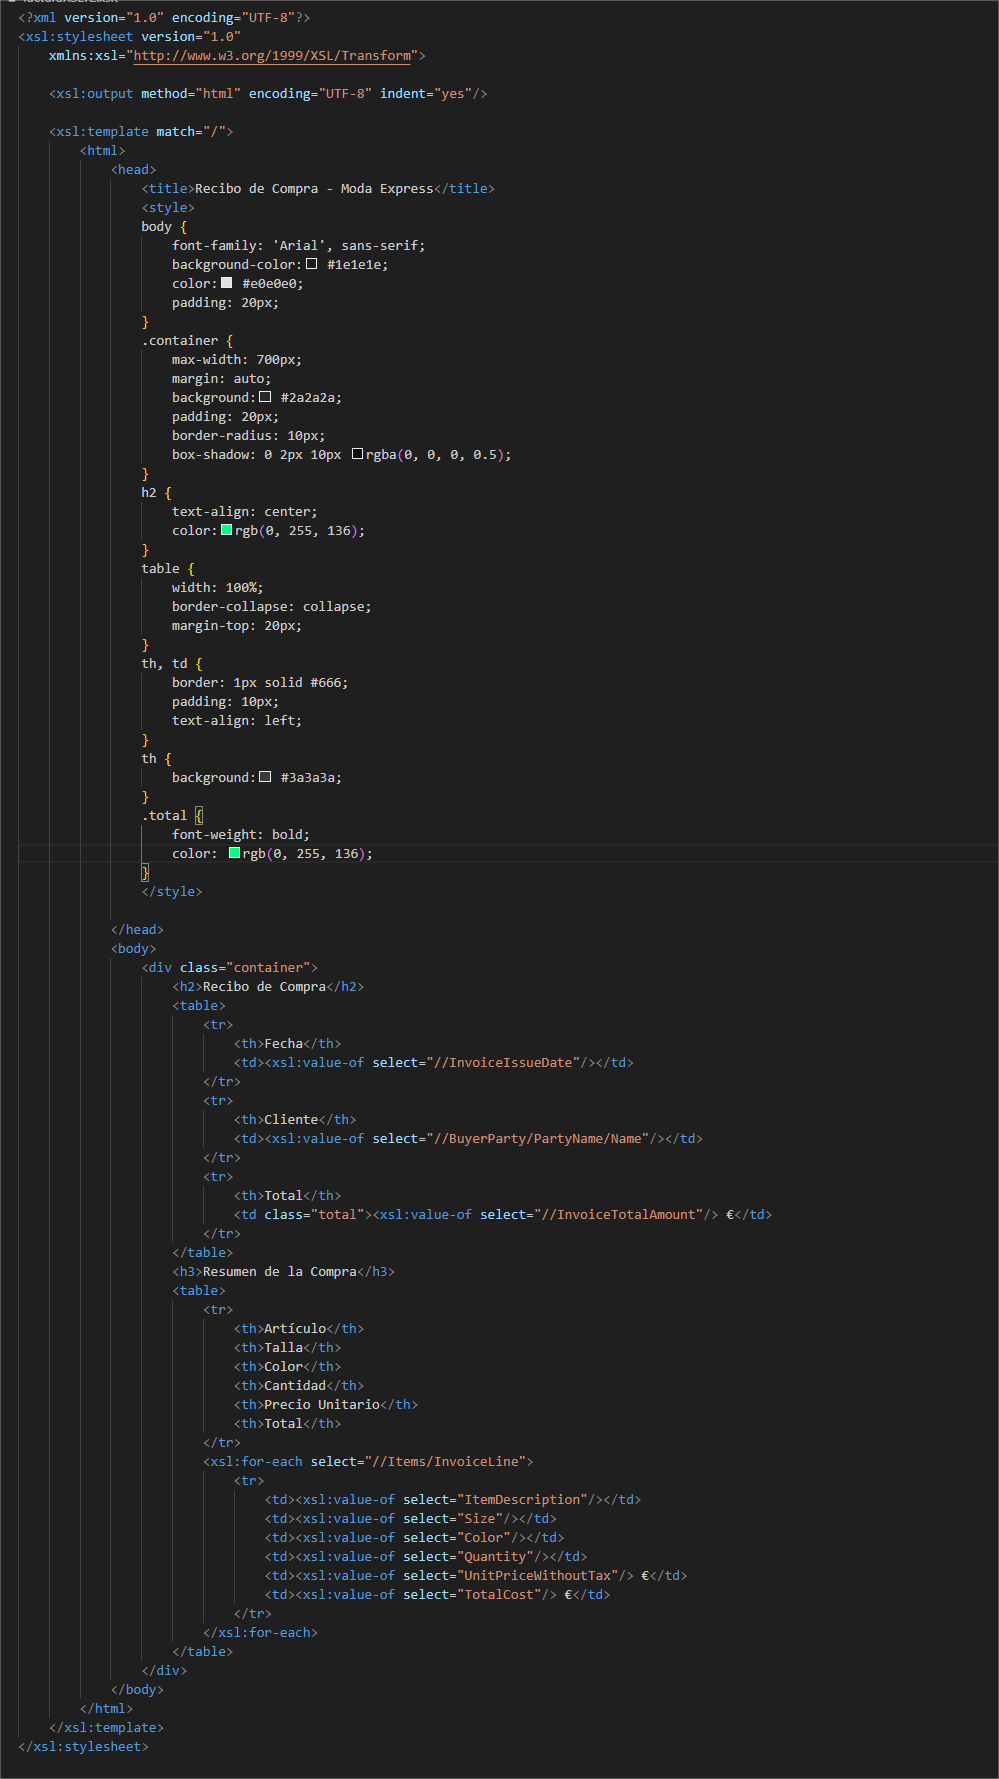 <?xml version="1.0" encoding="UTF-8"?>
<xsl:stylesheet version="1.0"
    xmlns:xsl="http://www.w3.org/1999/XSL/Transform">

    <xsl:output method="html" encoding="UTF-8" indent="yes"/>

    <xsl:template match="/">
        <html>
            <head>
                <title>Recibo de Compra - Moda Express</title>
                <style>
                body {
                    font-family: 'Arial', sans-serif;
                    background-color: #1e1e1e;
                    color: #e0e0e0;
                    padding: 20px;
                }
                .container {
                    max-width: 700px;
                    margin: auto;
                    background: #2a2a2a;
                    padding: 20px;
                    border-radius: 10px;
                    box-shadow: 0 2px 10px rgba(0, 0, 0, 0.5);
                }
                h2 {
                    text-align: center;
                    color: rgb(0, 255, 136);
                }
                table {
                    width: 100%;
                    border-collapse: collapse;
                    margin-top: 20px;
                }
                th, td {
                    border: 1px solid #666;
                    padding: 10px;
                    text-align: left;
                }
                th {
                    background: #3a3a3a;
                }
                .total {
                    font-weight: bold;
                    color: rgb(0, 255, 136);
                }
                </style>

            </head>
            <body>
                <div class="container">
                    <h2>Recibo de Compra</h2>
                    <table>
                        <tr>
                            <th>Fecha</th>
                            <td><xsl:value-of select="//InvoiceIssueDate"/></td>
                        </tr>
                        <tr>
                            <th>Cliente</th>
                            <td><xsl:value-of select="//BuyerParty/PartyName/Name"/></td>
                        </tr>
                        <tr>
                            <th>Total</th>
                            <td class="total"><xsl:value-of select="//InvoiceTotalAmount"/> €</td>
                        </tr>
                    </table>
                    <h3>Resumen de la Compra</h3>
                    <table>
                        <tr>
                            <th>Artículo</th>
                            <th>Talla</th>
                            <th>Color</th>
                            <th>Cantidad</th>
                            <th>Precio Unitario</th>
                            <th>Total</th>
                        </tr>
                        <xsl:for-each select="//Items/InvoiceLine">
                            <tr>
                                <td><xsl:value-of select="ItemDescription"/></td>
                                <td><xsl:value-of select="Size"/></td>
                                <td><xsl:value-of select="Color"/></td>
                                <td><xsl:value-of select="Quantity"/></td>
                                <td><xsl:value-of select="UnitPriceWithoutTax"/> €</td>
                                <td><xsl:value-of select="TotalCost"/> €</td>
                            </tr>
                        </xsl:for-each>
                    </table>
                </div>
            </body>
        </html>
    </xsl:template>
</xsl:stylesheet>